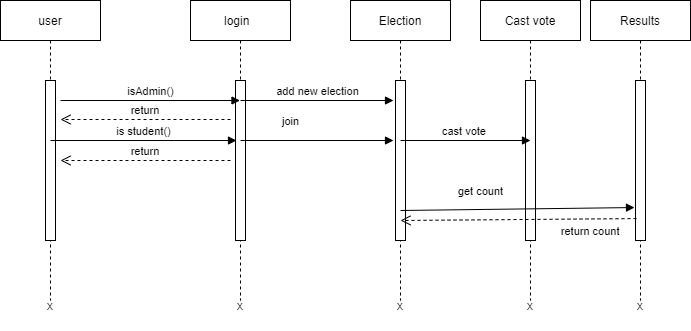 user
login
Election
Cast vote
Results
isAdmin()
add new election
return
is student()
join
cast vote
return
get count
return count
X
X
X
X
X